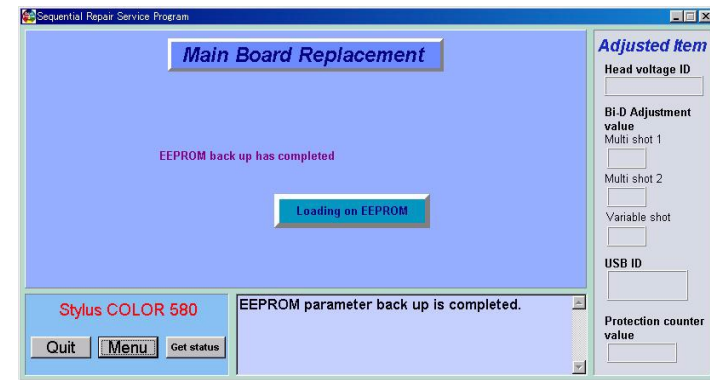 Sequential Repair Service Program
Main Board Replacement
EEPROM back up has completed
Loading on EEPROM
Stylus COLOR 580
Quit
Menu
Get status
EEPROM parameter back up is completed.
Adjusted Item
Head voltage ID
Bi-D Adjustment
value
Multi shot 1
Multi shot 2
Variable shot
USB ID
Protection counter
value